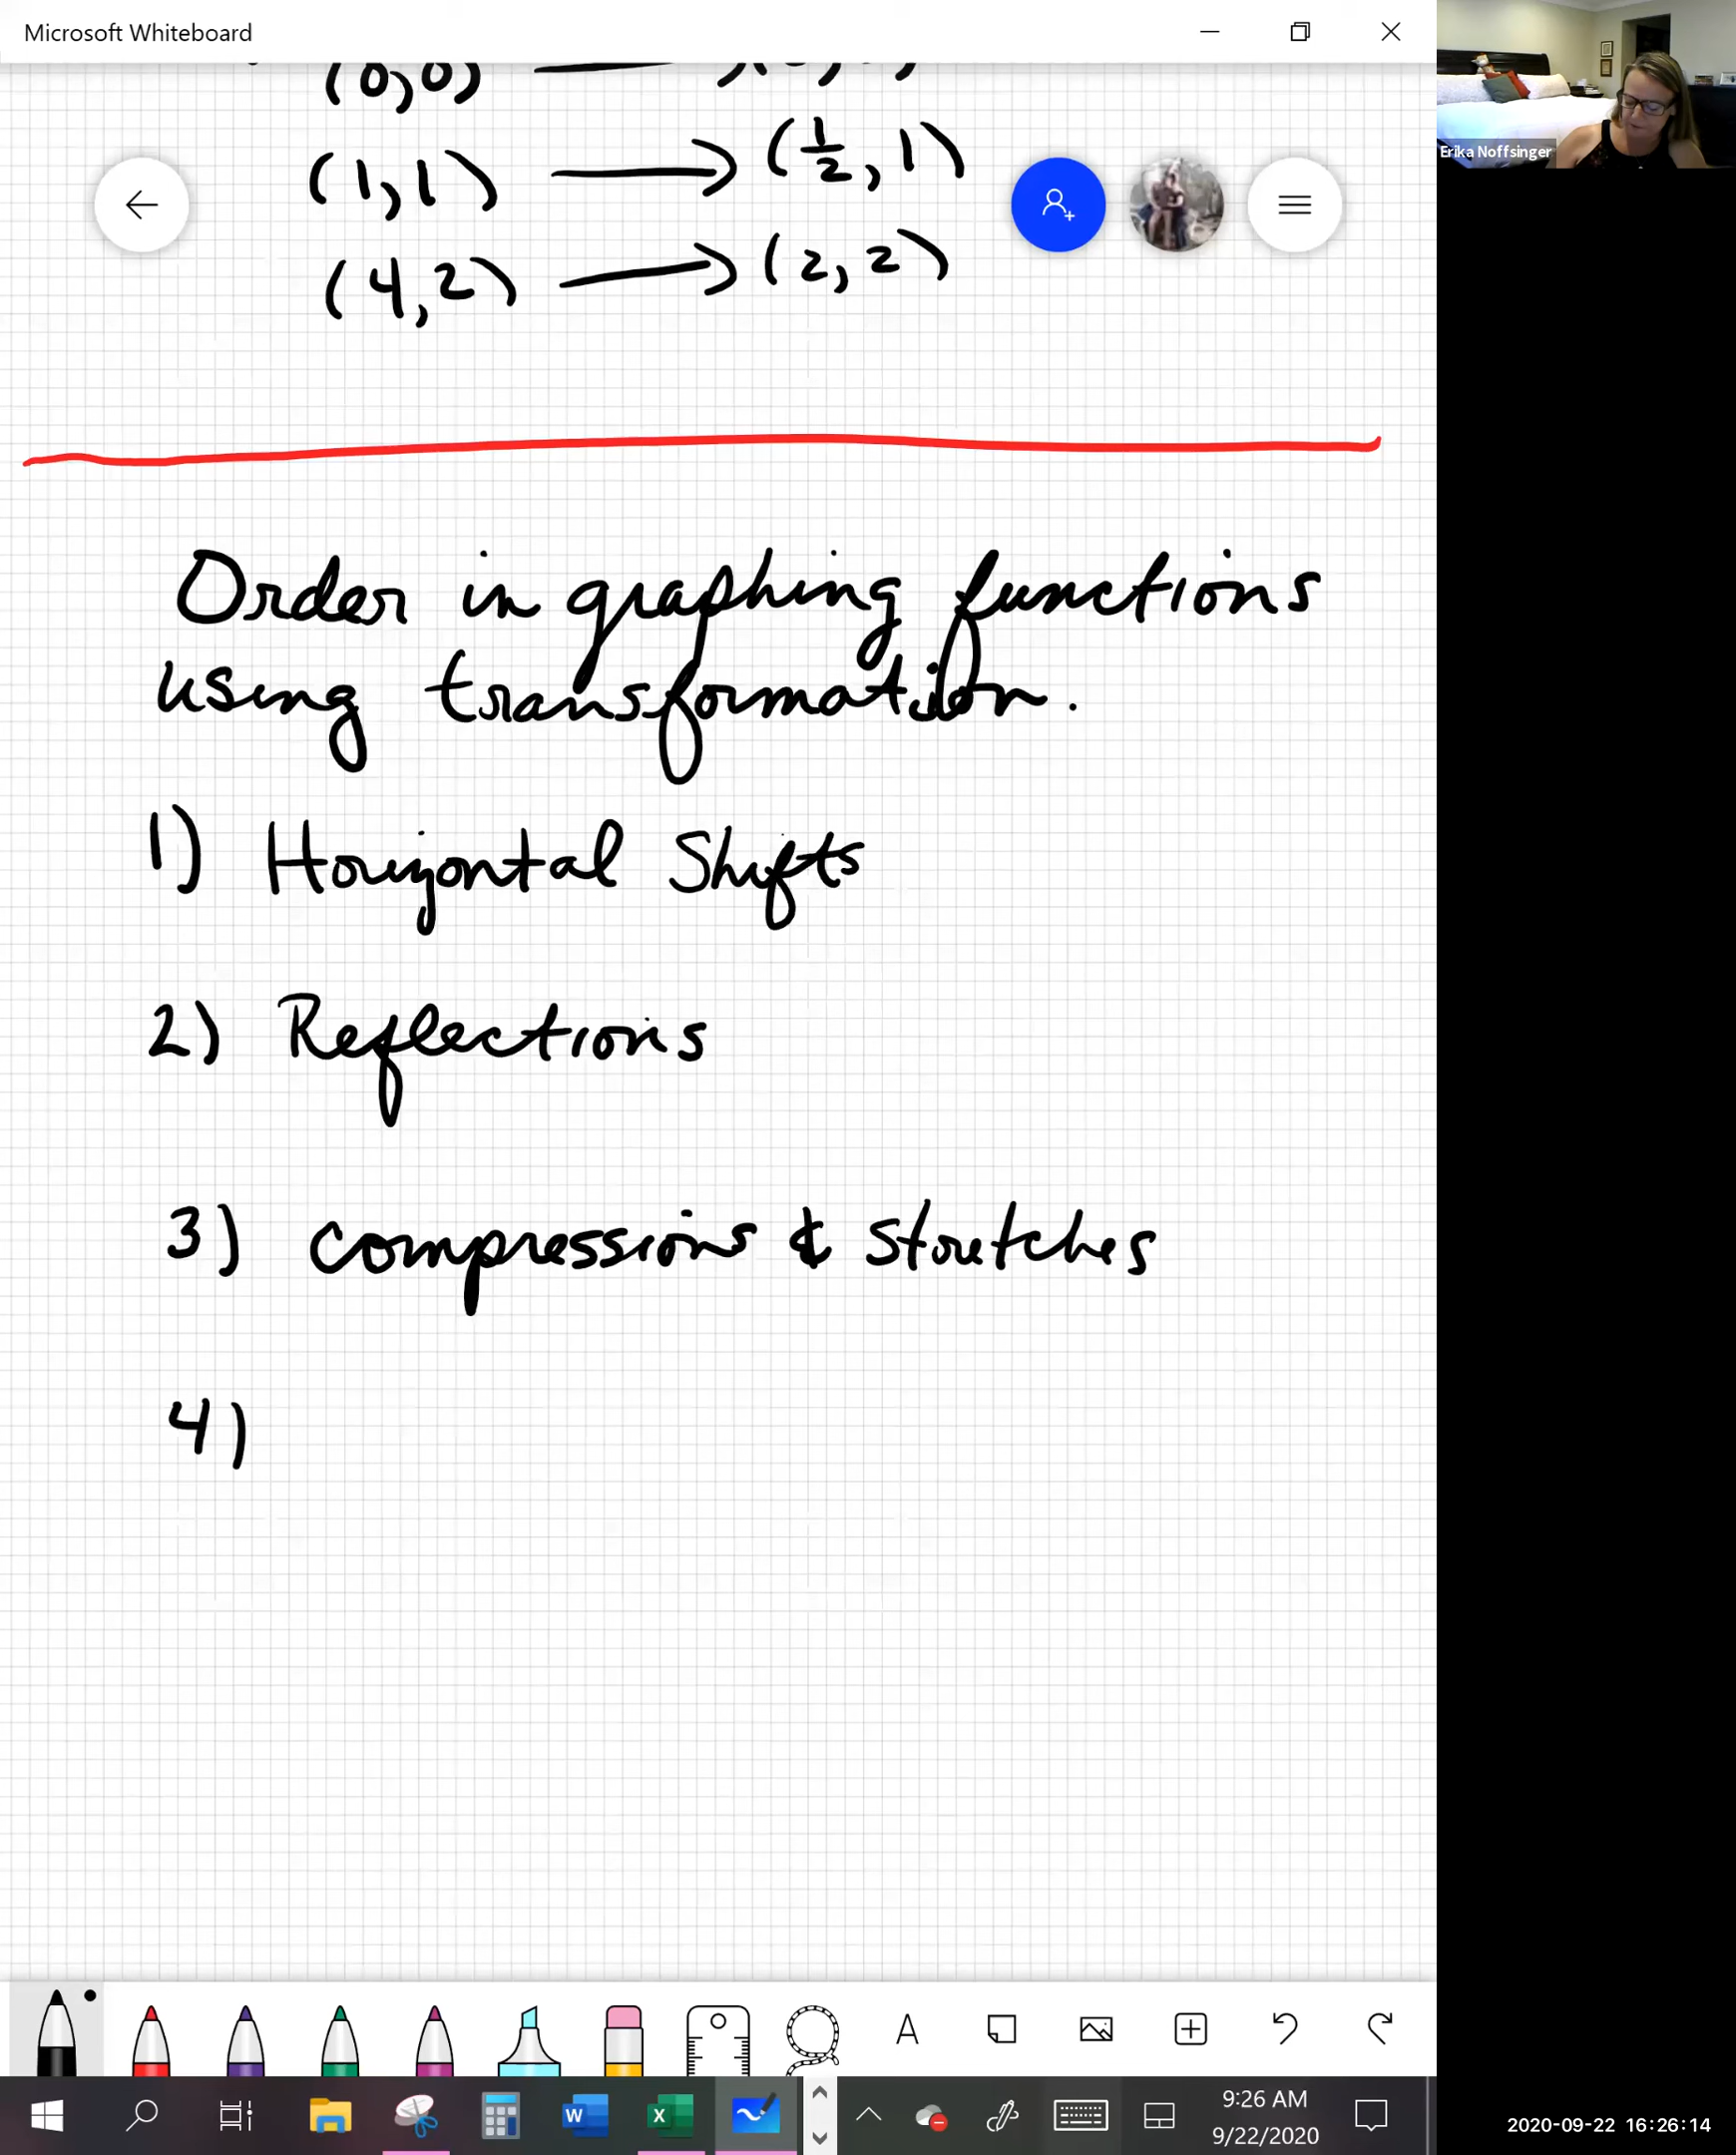 Microsoft Whiteboard
(0,0)
(1,1) → (1/2, 1)
(4,2) → (2, 2)
Erika Noffsinger
Order in graphing functions
using transformation.
1) Horizontal Shifts
2) Reflections
3) Compressions & stretches
4)
A
W
X
9:26 AM
9/22/2020
2020-09-22 16:26:14